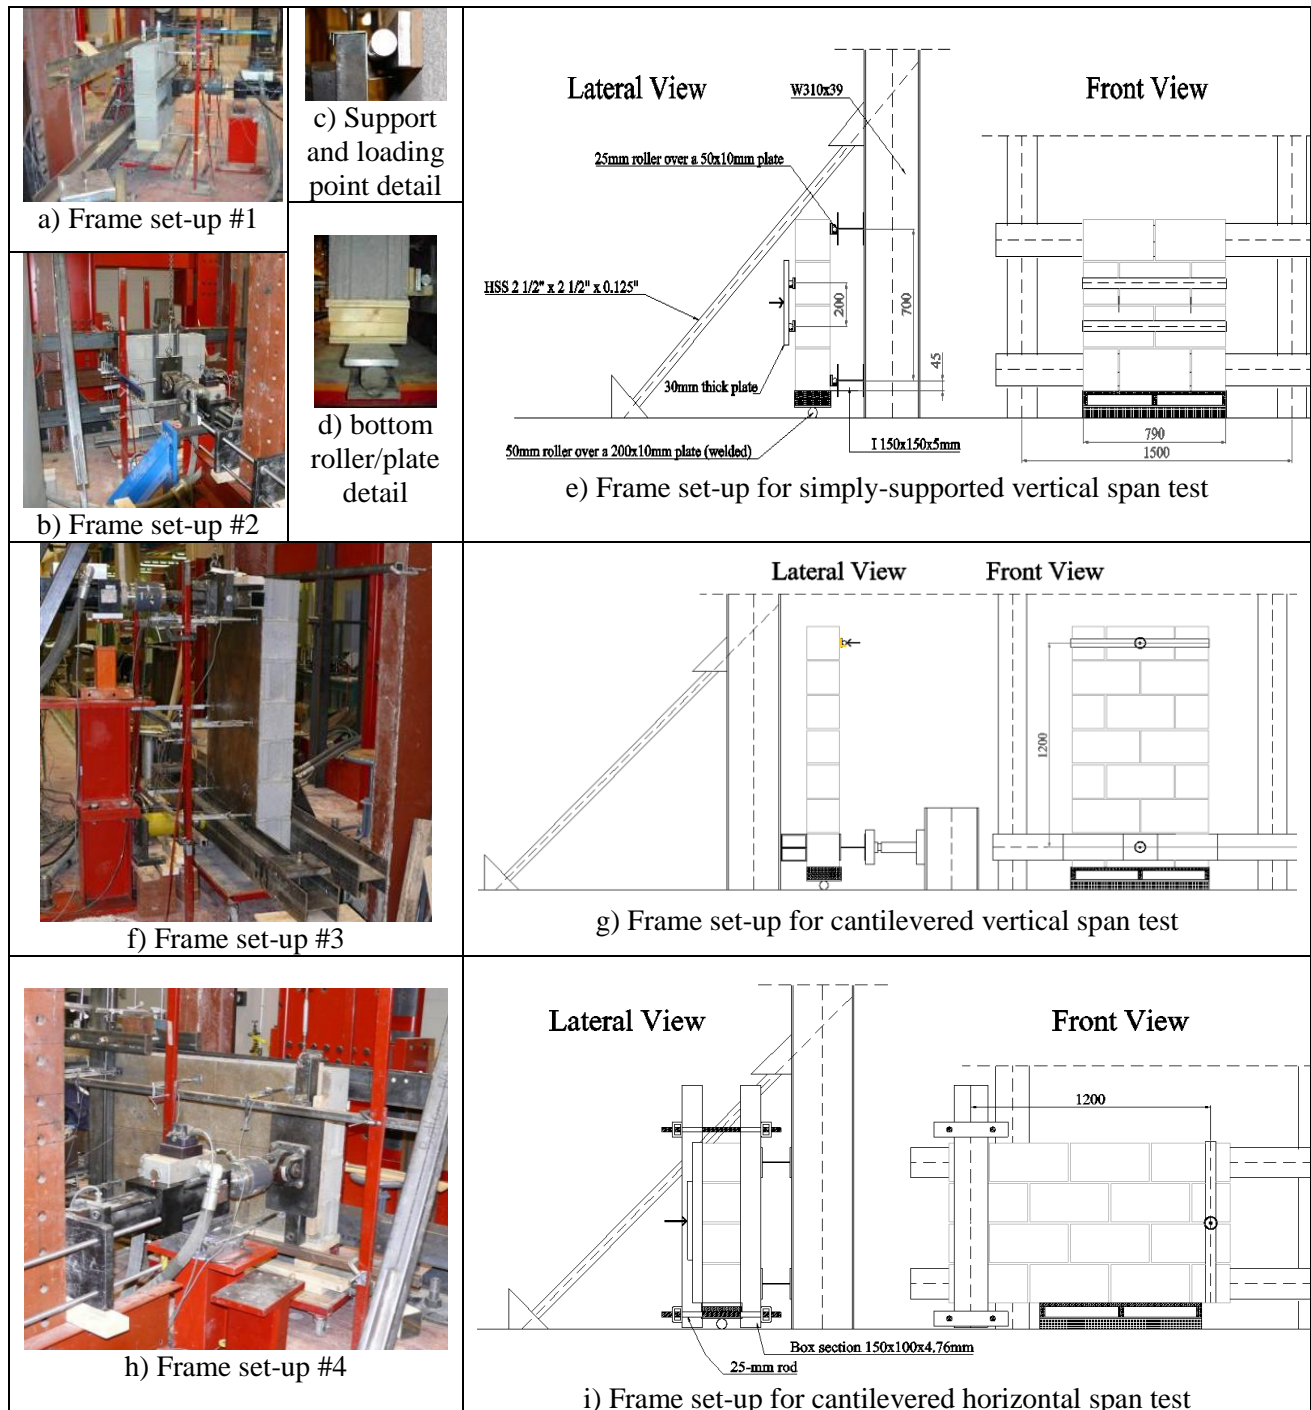 a) Frame set-up #1
c) Support
and loading
point detail
b) Frame set-up #2
d) bottom
roller/plate
detail
Lateral View
W310x39
Front View
25mm roller over a 50x10mm plate
HSS 2 1/2" x 2 1/2" x 0.125"
200
700
45
30mm thick plate
50mm roller over a 200x10mm plate (welded)
I 150x150x5mm
790
1500
e) Frame set-up for simply-supported vertical span test
f) Frame set-up #3
Lateral View
Front View
1200
g) Frame set-up for cantilevered vertical span test
h) Frame set-up #4
Lateral View
Front View
1200
Box section 150x100x4.76mm
25-mm rod
i) Frame set-up for cantilevered horizontal span test